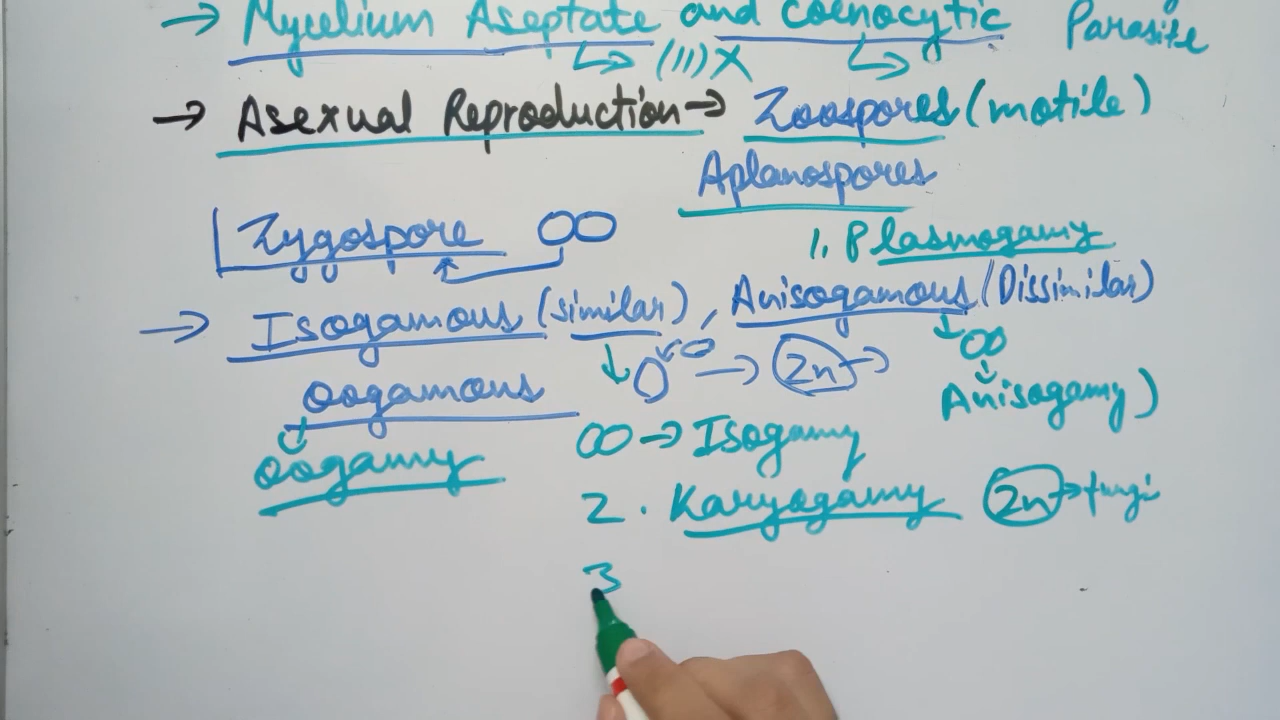 → Mycelium Aseptate and Coenocytic Parasite
↳ (11) X ↳
→ Asexual Reproduction → Zoospores (motile)
Aplanospores
Zygospore
1. Plasmogamy
→ Isogamous (similar), Anisogamous (Dissimilar)
→ 2n →
oogamous
Anisogamy)
→ Isogamy
oogamy
2. Karyogamy 2n → fungi
3